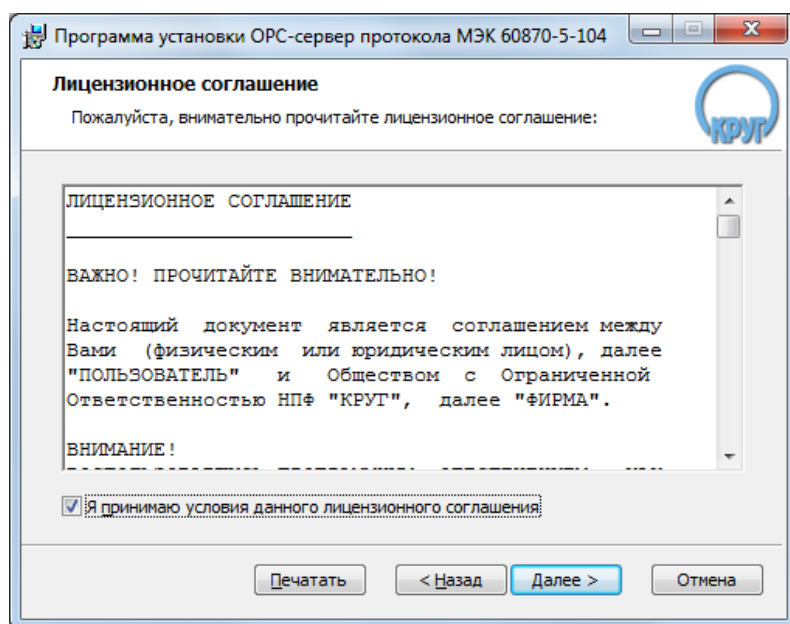 Программа установки OPC-сервер протокола МЭК 60870-5-104
Лицензионное соглашение
Пожалуйста, внимательно прочитайте лицензионное соглашение:
КРУГ
ЛИЦЕНЗИОННОЕ СОГЛАШЕНИЕ
ВАЖНО! ПРОЧИТАЙТЕ ВНИМАТЕЛЬНО!
Настоящий документ является соглашением между
Вами (физическим или юридическим лицом), далее
"ПОЛЬЗОВАТЕЛЬ" и Обществом с Ограниченной
Ответственностью НПФ "КРУГ", далее "ФИРМА".
ВНИМАНИЕ!
Я принимаю условия данного лицензионного соглашения
Печатать
< Назад
Далее >
Отмена